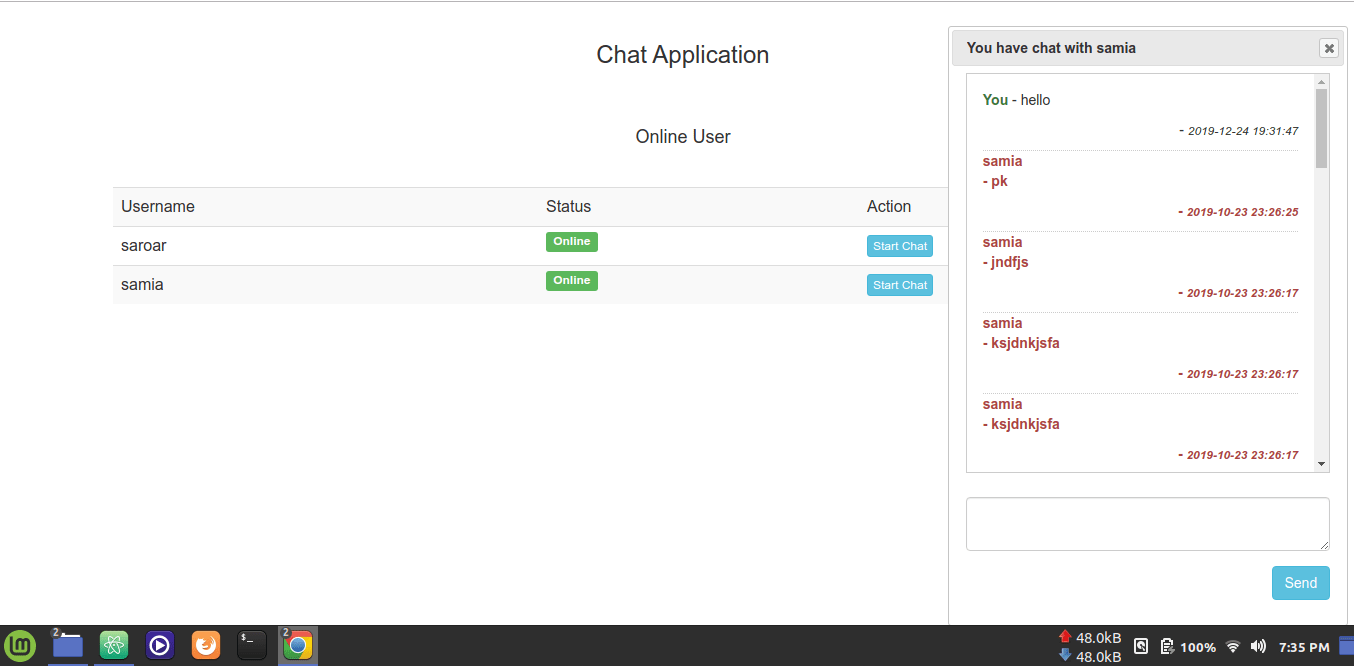 Chat Application
Online User
Username Status Action
saroar Online Start Chat
samia Online Start Chat
You have chat with samia
You - hello
- 2019-12-24 19:31:47
samia
- pk
- 2019-10-23 23:26:25
samia
- jndfjs
- 2019-10-23 23:26:17
samia
- ksjdnkjsfa
- 2019-10-23 23:26:17
samia
- ksjdnkjsfa
- 2019-10-23 23:26:17
Send
2
$_
2
48.0kB
48.0kB
100%
7:35 PM